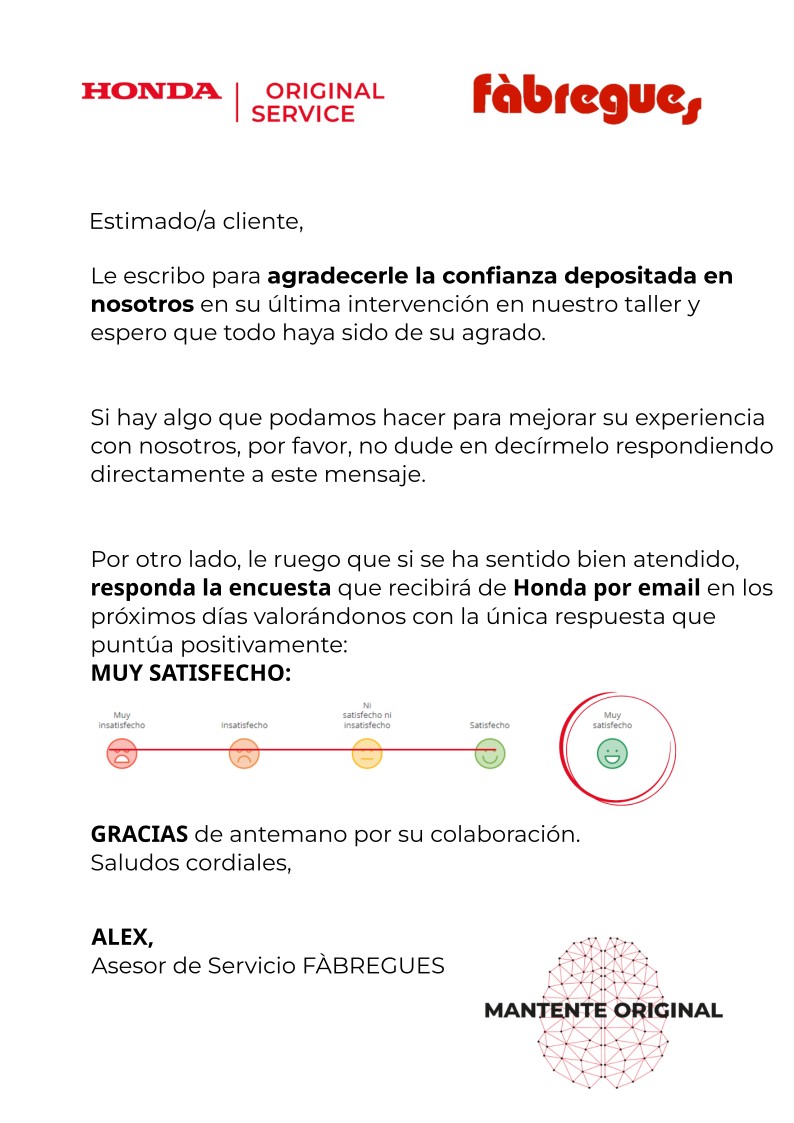 HONDA
ORIGINAL
SERVICE
fàbregues
Estimado/a cliente,
Le escribo para agradecerle la confianza depositada en
nosotros en su última intervención en nuestro taller y
espero que todo haya sido de su agrado.
Si hay algo que podamos hacer para mejorar su experiencia
con nosotros, por favor, no dude en decírmelo respondiendo
directamente a este mensaje.
Por otro lado, le ruego que si se ha sentido bien atendido,
responda la encuesta que recibirá de Honda por email en los
próximos días valorándonos con la única respuesta que
puntúa positivamente:
MUY SATISFECHO:
Muy
insatisfecho
Insatisfecho
Ni
satisfecho ni
insatisfecho
Satisfecho
Muy
satisfecho
GRACIAS de antemano por su colaboración.
Saludos cordiales,
ALEX,
Asesor de Servicio FÀBREGUES
MANTENTE ORIGINAL